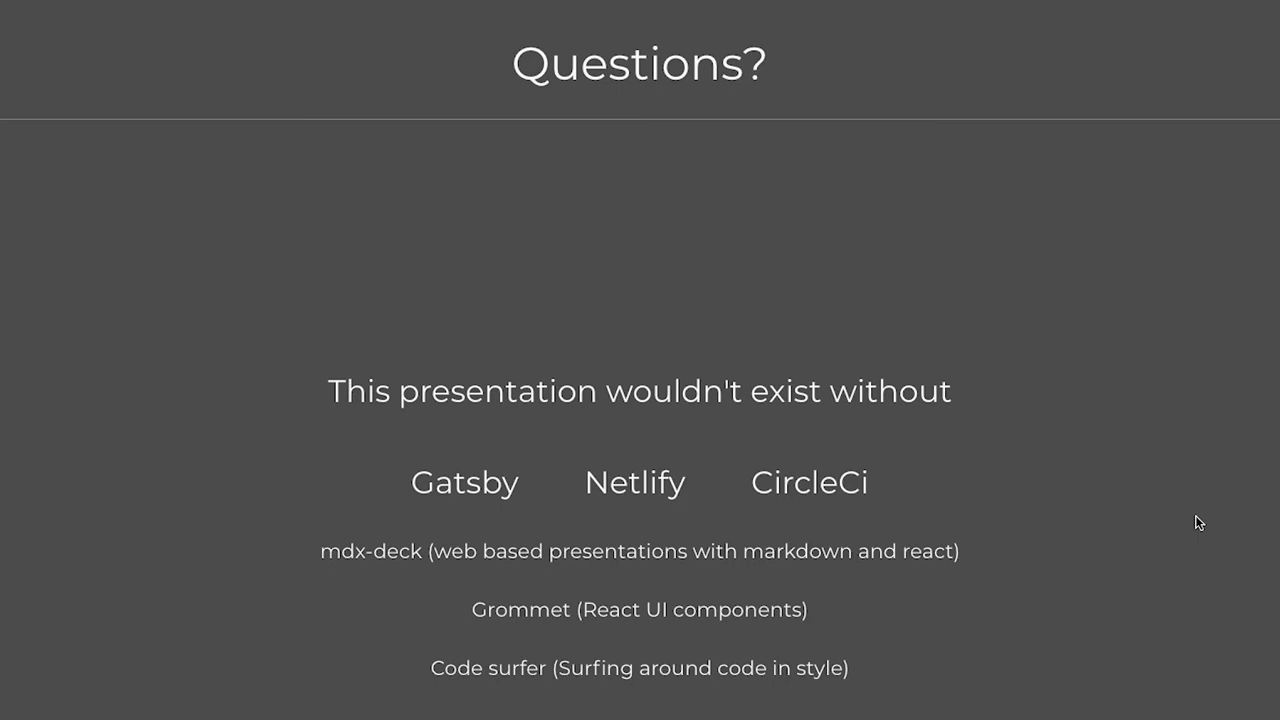 Questions?
This presentation wouldn't exist without
Gatsby Netlify CircleCi
mdx-deck (web based presentations with markdown and react)
Grommet (React UI components)
Code surfer (Surfing around code in style)